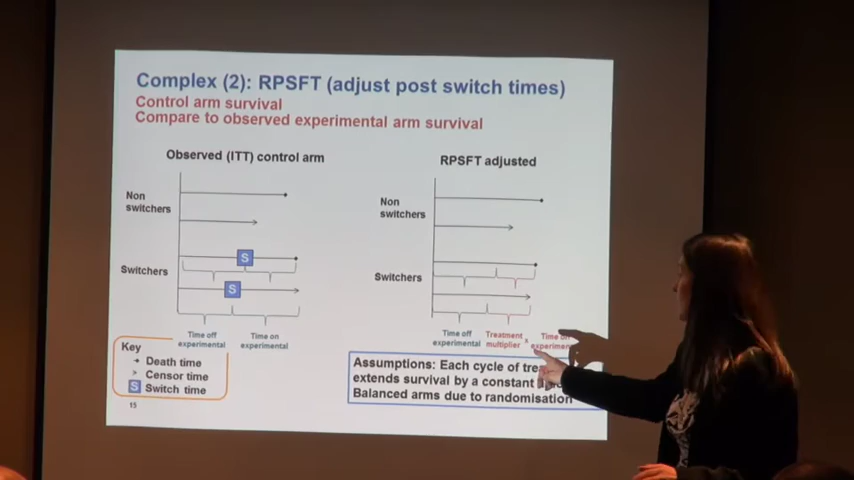 Complex (2): RPSFT (adjust post switch times)
Control arm survival
Compare to observed experimental arm survival
Observed (ITT) control arm
RPSFT adjusted
Non
switchers
S
Switchers
S
Time off
experimental
Time on
experimental
Non
switchers
Switchers
Time off
experimental
Treatment
multiplier
x
Time
Key
Death time
Censor time
S Switch time
Assumptions: Each cycle of
extends survival by a constant
Balanced arms due to randomisation
15